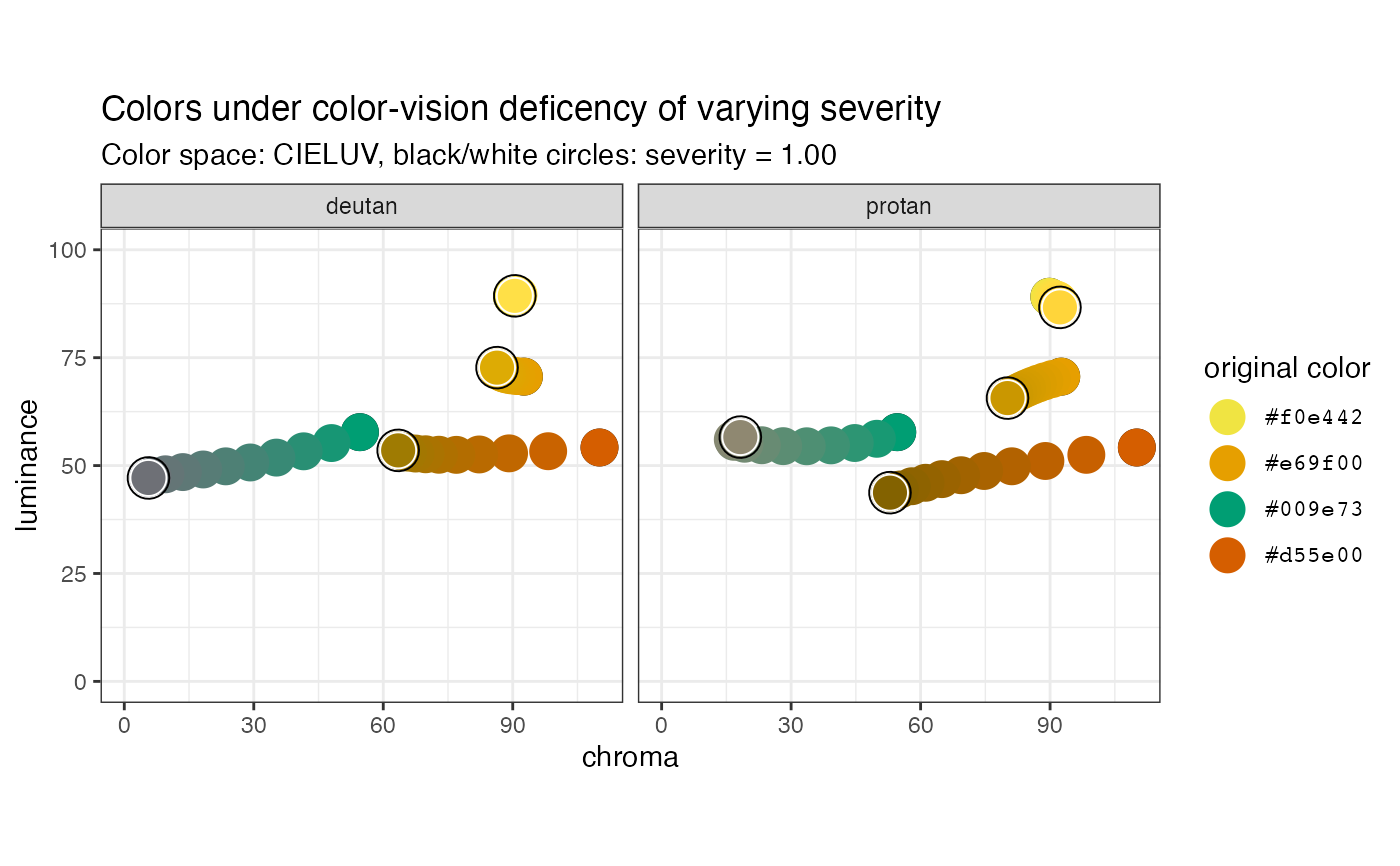 Colors under color-vision deficency of varying severity
Color space: CIELUV, black/white circles: severity = 1.00
deutan
protan
100
75
50
25
0
luminance
0
30
60
90
0
30
60
90
chroma
original color
#f0e442
#e69f00
#009e73
#d55e00